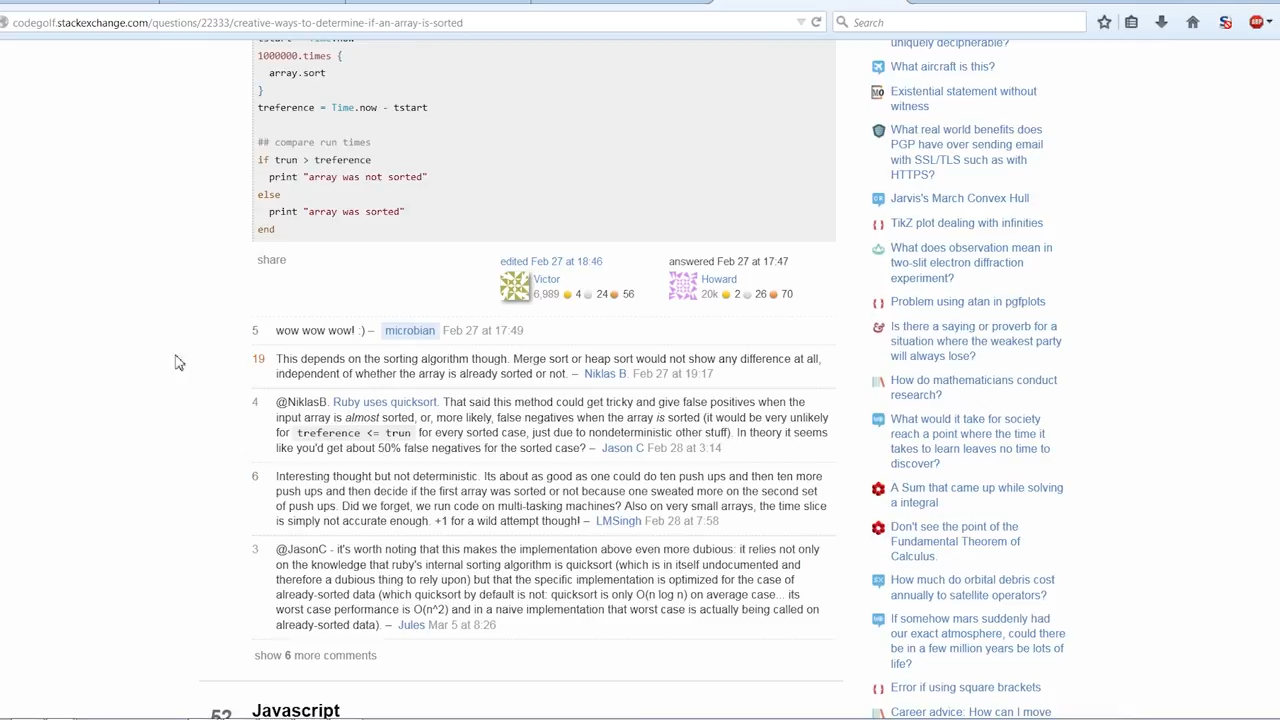 codegolf.stackexchange.com/questions/22333/creative-ways-to-determine-if-an-array-is-sorted
Search
1000000.times {
array.sort
}
treference = Time.now - tstart
## compare run times
if trun > treference
print "array was not sorted"
else
print "array was sorted"
end
share
edited Feb 27 at 18:46
Victor
6,989 4 24 56
answered Feb 27 at 17:47
Howard
20k 2 26 70
5 wow wow wow! :) – microbian Feb 27 at 17:49
19 This depends on the sorting algorithm though. Merge sort or heap sort would not show any difference at all,
independent of whether the array is already sorted or not. – Niklas B. Feb 27 at 19:17
4 @NiklasB. Ruby uses quicksort. That said this method could get tricky and give false positives when the
input array is almost sorted, or, more likely, false negatives when the array is sorted (it would be very unlikely
for treference <= trun for every sorted case, just due to nondeterministic other stuff). In theory it seems
like you'd get about 50% false negatives for the sorted case? – Jason C Feb 28 at 3:14
6 Interesting thought but not deterministic. Its about as good as one could do ten push ups and then ten more
push ups and then decide if the first array was sorted or not because one sweated more on the second set
of push ups. Did we forget, we run code on multi-tasking machines? Also on very small arrays, the time slice
is simply not accurate enough. +1 for a wild attempt though! – LMSingh Feb 28 at 7:58
3 @JasonC - it's worth noting that this makes the implementation above even more dubious: it relies not only
on the knowledge that ruby's internal sorting algorithm is quicksort (which is in itself undocumented and
therefore a dubious thing to rely upon) but that the specific implementation is optimized for the case of
already-sorted data (which quicksort by default is not: quicksort is only O(n log n) on average case... its
worst case performance is O(n^2) and in a naive implementation that worst case is actually being called on
already-sorted data). – Jules Mar 5 at 8:26
show 6 more comments
52 Javascript
uniquely decipherable?
What aircraft is this?
Existential statement without
witness
What real world benefits does
PGP have over sending email
with SSL/TLS such as with
HTTPS?
Jarvis's March Convex Hull
TikZ plot dealing with infinities
What does observation mean in
two-slit electron diffraction
experiment?
Problem using atan in pgfplots
Is there a saying or proverb for a
situation where the weakest party
will always lose?
How do mathematicians conduct
research?
What would it take for society
reach a point where the time it
takes to learn leaves no time to
discover?
A Sum that came up while solving
a integral
Don't see the point of the
Fundamental Theorem of
Calculus.
How much do orbital debris cost
annually to satellite operators?
If somehow mars suddenly had
our exact atmosphere, could there
be in a few million years be lots of
life?
Error if using square brackets
Career advice: How can I move